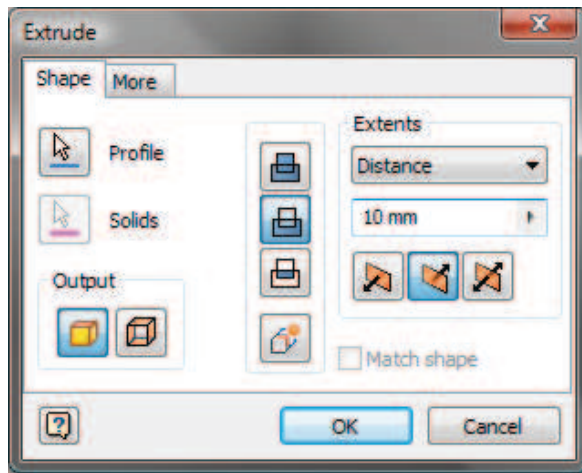 Extrude
Shape More
Profile
Solids
Output
Extents
Distance
10 mm
Match shape
OK Cancel